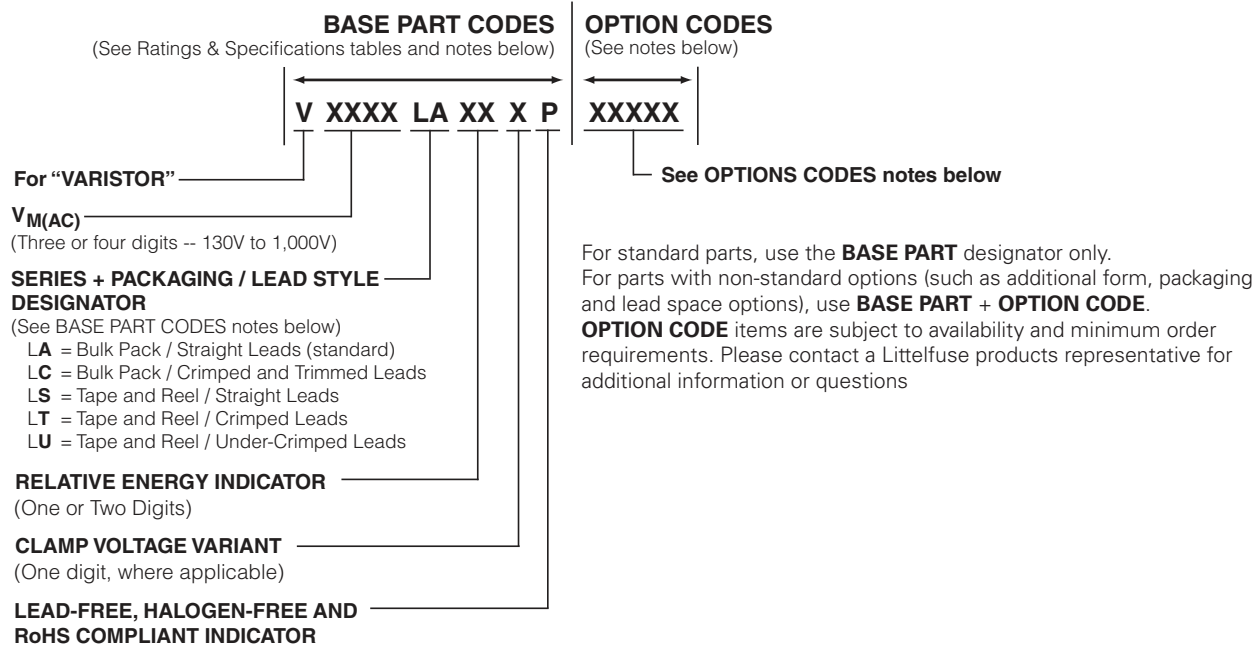 BASE PART CODES
(See Ratings & Specifications tables and notes below)
OPTION CODES
(See notes below)
V XXXX LA XX X P XXXXX
For “VARISTOR”
See OPTIONS CODES notes below
VM(AC)
(Three or four digits -- 130V to 1,000V)
SERIES + PACKAGING / LEAD STYLE
DESIGNATOR
(See BASE PART CODES notes below)
LA = Bulk Pack / Straight Leads (standard)
LC = Bulk Pack / Crimped and Trimmed Leads
LS = Tape and Reel / Straight Leads
LT = Tape and Reel / Crimped Leads
LU = Tape and Reel / Under-Crimped Leads
RELATIVE ENERGY INDICATOR
(One or Two Digits)
CLAMP VOLTAGE VARIANT
(One digit, where applicable)
LEAD-FREE, HALOGEN-FREE AND
RoHS COMPLIANT INDICATOR
For standard parts, use the BASE PART designator only.
For parts with non-standard options (such as additional form, packaging
and lead space options), use BASE PART + OPTION CODE.
OPTION CODE items are subject to availability and minimum order
requirements. Please contact a Littelfuse products representative for
additional information or questions